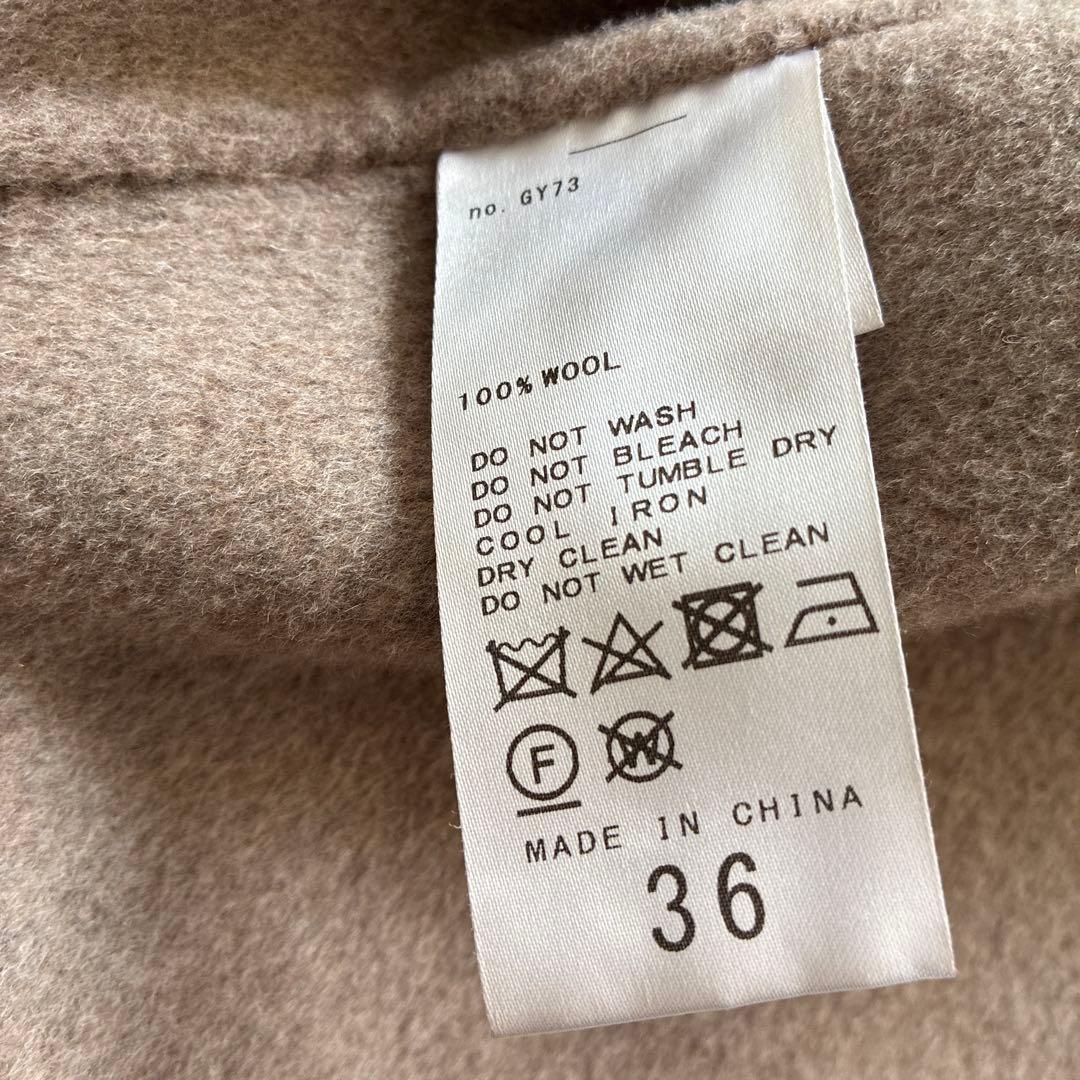 no. GY73
100% WOOL
DO NOT WASH
DO NOT BLEACH
DO NOT TUMBLE DRY
COOL IRON
DRY CLEAN
DO NOT WET CLEAN
F W
MADE IN CHINA
36